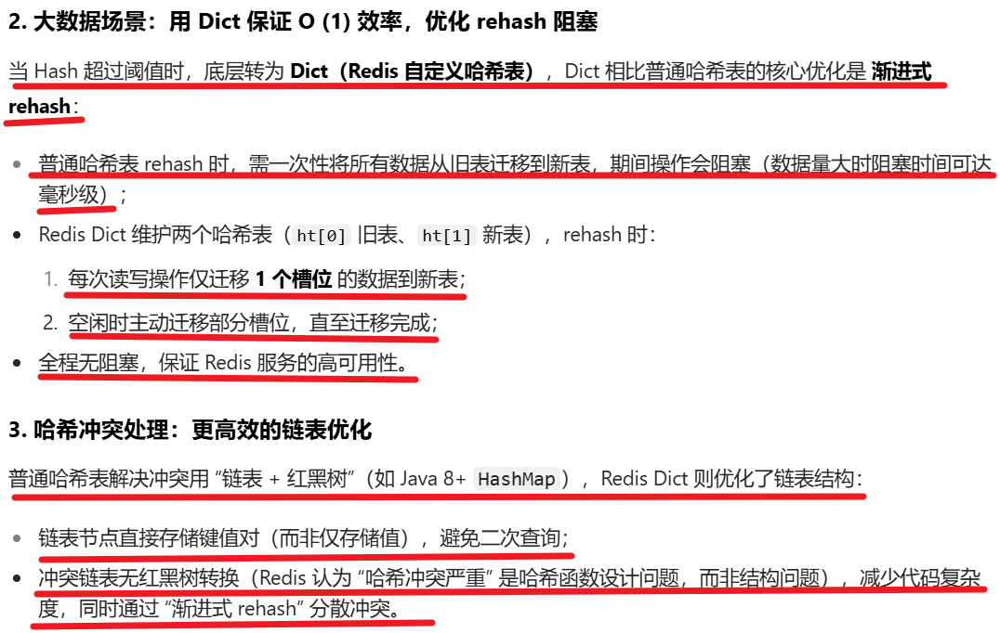 2. 大数据场景：用 Dict 保证 O (1) 效率，优化 rehash 阻塞
当 Hash 超过阈值时，底层转为 Dict（Redis 自定义哈希表），Dict 相比普通哈希表的核心优化是 渐进式
rehash：
• 普通哈希表 rehash 时，需一次性将所有数据从旧表迁移到新表，期间操作会阻塞（数据量大时阻塞时间可达
毫秒级）；
• Redis Dict 维护两个哈希表（ht[0] 旧表、ht[1] 新表），rehash 时：
1. 每次读写操作仅迁移 1 个槽位 的数据到新表；
2. 空闲时主动迁移部分槽位，直至迁移完成；
• 全程无阻塞，保证 Redis 服务的高可用性。
3. 哈希冲突处理：更高效的链表优化
普通哈希表解决冲突用 “链表 + 红黑树”（如 Java 8+ HashMap），Redis Dict 则优化了链表结构：
• 链表节点直接存储键值对（而非仅存储值），避免二次查询；
• 冲突链表无红黑树转换（Redis 认为 “哈希冲突严重” 是哈希函数设计问题，而非结构问题），减少代码复杂
度，同时通过 “渐进式 rehash” 分散冲突。